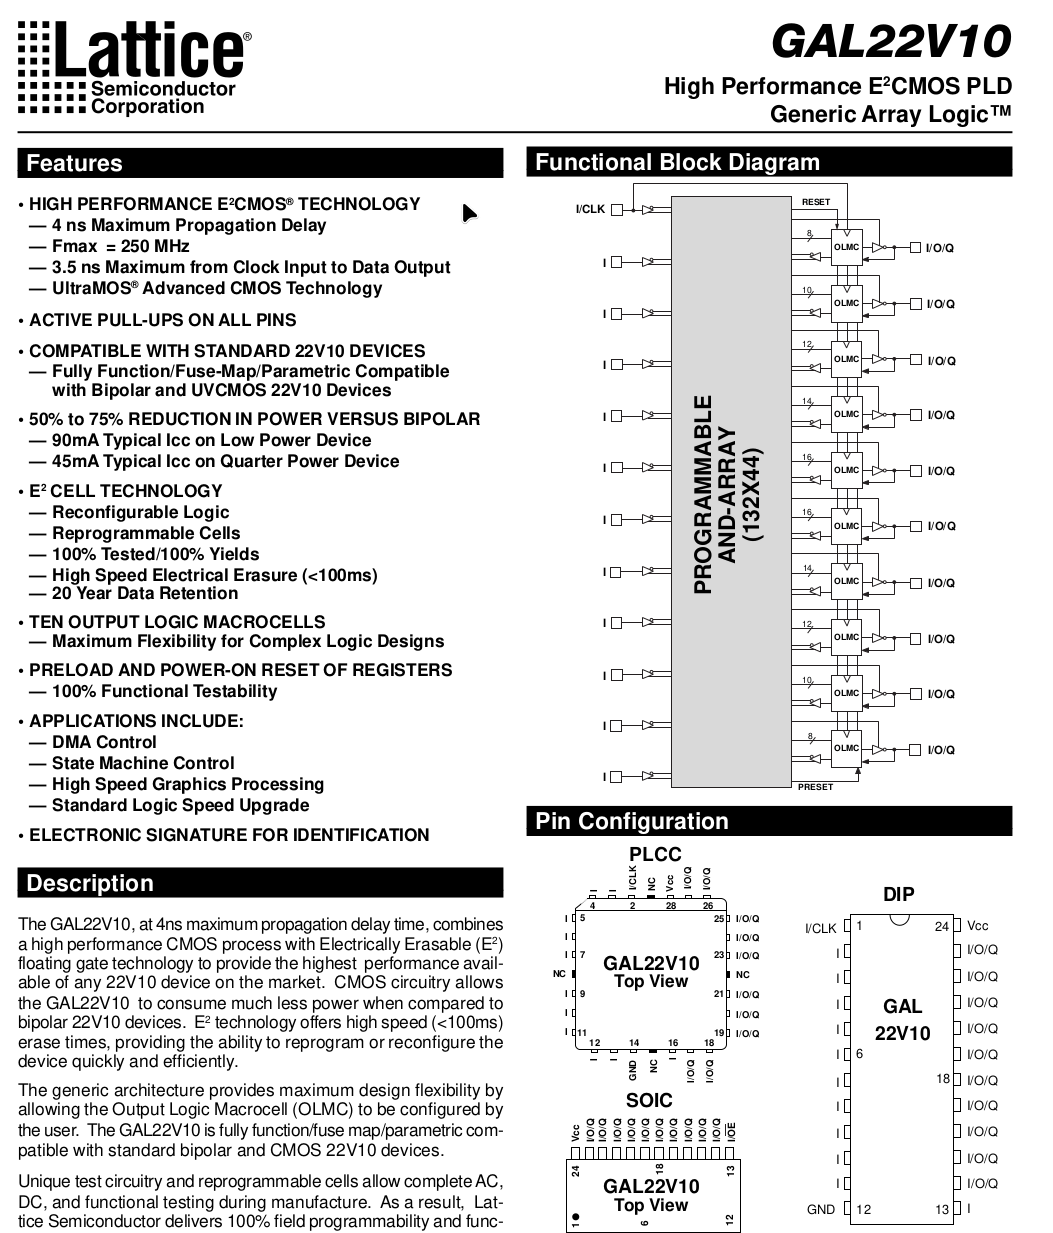 Lattice®
Semiconductor
Corporation
GAL22V10
High Performance E²CMOS PLD
Generic Array Logic™
Features
• HIGH PERFORMANCE E²CMOS® TECHNOLOGY
— 4 ns Maximum Propagation Delay
— Fmax = 250 MHz
— 3.5 ns Maximum from Clock Input to Data Output
— UltraMOS® Advanced CMOS Technology
• ACTIVE PULL-UPS ON ALL PINS
• COMPATIBLE WITH STANDARD 22V10 DEVICES
— Fully Function/Fuse-Map/Parametric Compatible
with Bipolar and UVCMOS 22V10 Devices
• 50% to 75% REDUCTION IN POWER VERSUS BIPOLAR
— 90mA Typical Icc on Low Power Device
— 45mA Typical Icc on Quarter Power Device
• E² CELL TECHNOLOGY
— Reconfigurable Logic
— Reprogrammable Cells
— 100% Tested/100% Yields
— High Speed Electrical Erasure (<100ms)
— 20 Year Data Retention
• TEN OUTPUT LOGIC MACROCELLS
— Maximum Flexibility for Complex Logic Designs
• PRELOAD AND POWER-ON RESET OF REGISTERS
— 100% Functional Testability
• APPLICATIONS INCLUDE:
— DMA Control
— State Machine Control
— High Speed Graphics Processing
— Standard Logic Speed Upgrade
• ELECTRONIC SIGNATURE FOR IDENTIFICATION
Description
The GAL22V10, at 4ns maximum propagation delay time, combines
a high performance CMOS process with Electrically Erasable (E²)
floating gate technology to provide the highest performance avail-
able of any 22V10 device on the market. CMOS circuitry allows
the GAL22V10 to consume much less power when compared to
bipolar 22V10 devices. E² technology offers high speed (<100ms)
erase times, providing the ability to reprogram or reconfigure the
device quickly and efficiently.
The generic architecture provides maximum design flexibility by
allowing the Output Logic Macrocell (OLMC) to be configured by
the user. The GAL22V10 is fully function/fuse map/parametric com-
patible with standard bipolar and CMOS 22V10 devices.
Unique test circuitry and reprogrammable cells allow complete AC,
DC, and functional testing during manufacture. As a result, Lat-
tice Semiconductor delivers 100% field programmability and func-
Functional Block Diagram
RESET
I/CLK
8
OLMC
I/O/Q
I
10
OLMC
I/O/Q
I
12
OLMC
I/O/Q
I
14
OLMC
I/O/Q
I
16
OLMC
I/O/Q
I
16
OLMC
I/O/Q
I
14
OLMC
I/O/Q
I
12
OLMC
I/O/Q
I
10
OLMC
I/O/Q
I
8
OLMC
I/O/Q
I
I
PROGRAMMABLE
AND-ARRAY
(132X44)
PRESET
Pin Configuration
PLCC
I I I/CLK NC Vcc I/O/Q I/O/Q
4 2 28 26
I 5 25 I/O/Q
I I/O/Q
I 7 23 I/O/Q
NC NC
I 9 21 I/O/Q
I I/O/Q
I 11 19 I/O/Q
GAL22V10
Top View
12 14 16 18
I I GND NC I I/O/Q I/O/Q
SOIC
Vcc I/O/Q I/O/Q I/O/Q I/O/Q I/O/Q I/O/Q I/O/Q I/O/Q I/O/Q I/O/Q I/OE
24 18 13
GAL22V10
Top View
1 6 12
DIP
I/CLK 1 24 Vcc
I I/O/Q
I I/O/Q
I I/O/Q
I I/O/Q
I 6 I/O/Q
I 18 I/O/Q
I I/O/Q
I I/O/Q
I I/O/Q
I I/O/Q
GND 12 13 I
GAL
22V10